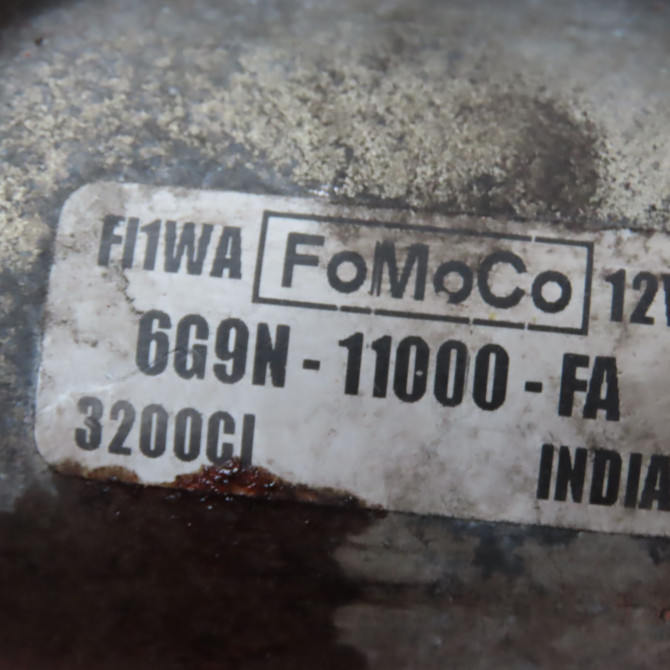 FI1WA FoMoCo 12V
6G9N - 11000 - FA
3200CI
INDIA